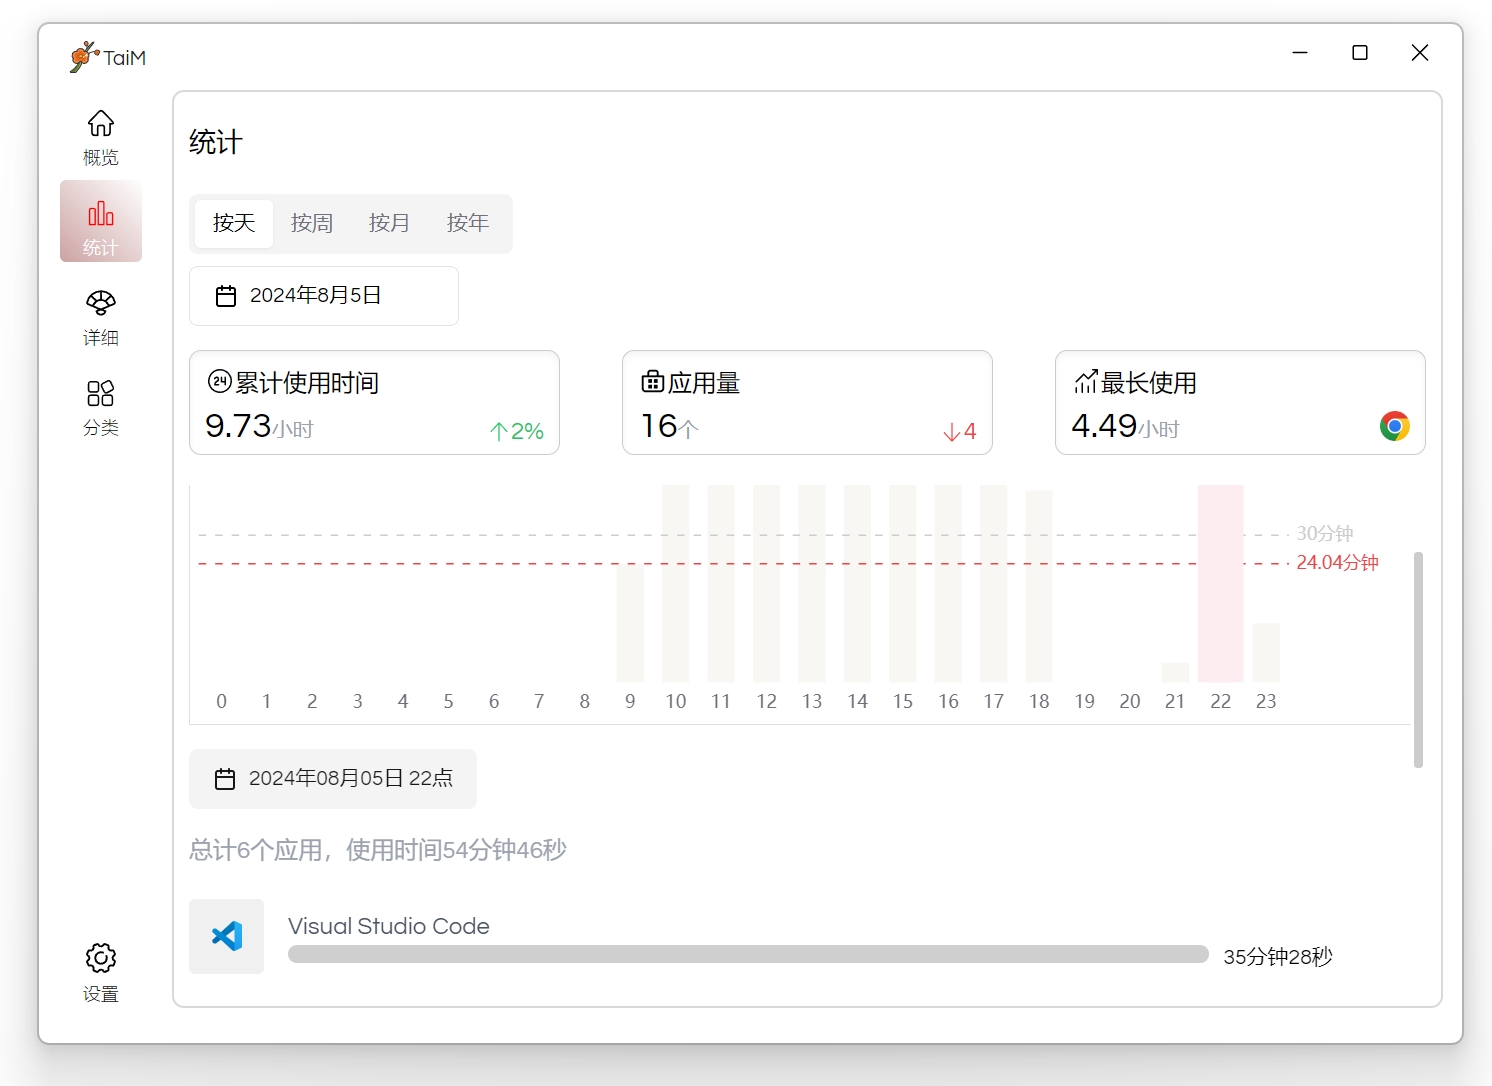 TaiM
概览
统计
详细
分类
设置
统计
按天 按周 按月 按年
2024年8月5日
24 累计使用时间
9.73小时 ↑2%
应用量
16个 ↓4
最长使用
4.49小时
30分钟
24.04分钟
0 1 2 3 4 5 6 7 8 9 10 11 12 13 14 15 16 17 18 19 20 21 22 23
2024年08月05日 22点
总计6个应用，使用时间54分钟46秒
Visual Studio Code
35分钟28秒